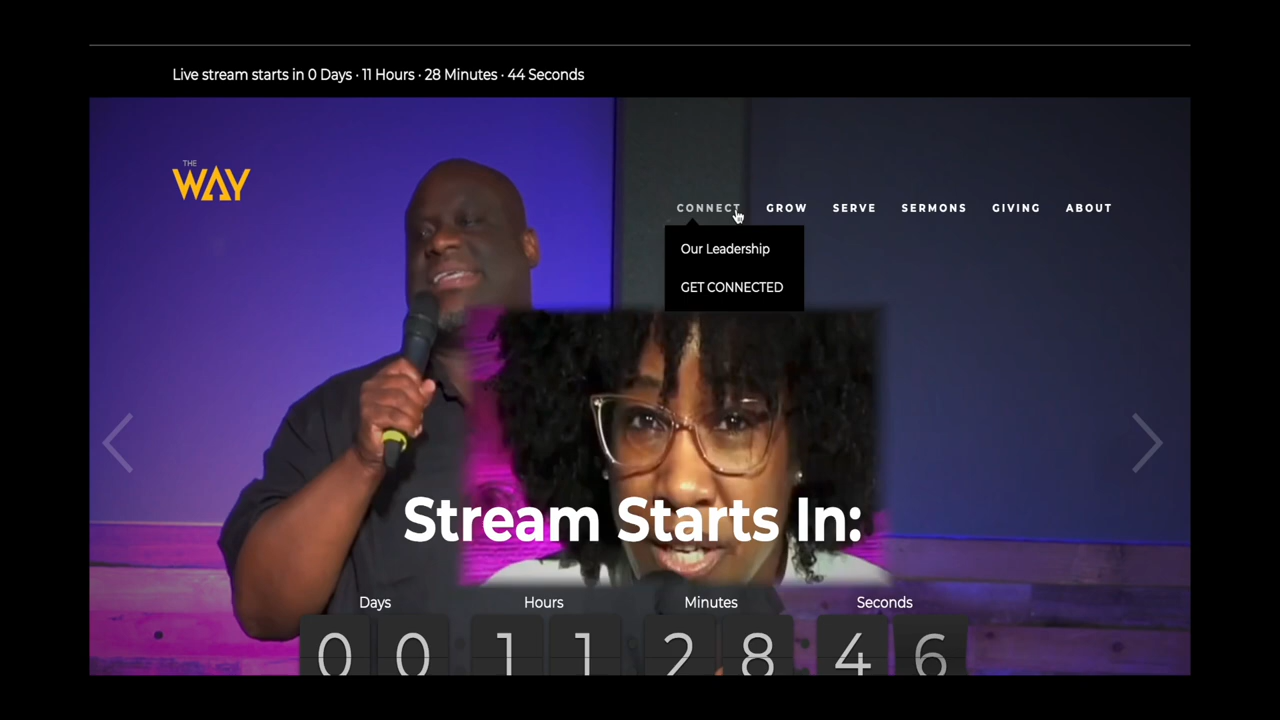 Live stream starts in 0 Days · 11 Hours · 28 Minutes · 44 Seconds
THE
WAY
CONNECT GROW SERVE SERMONS GIVING ABOUT
Our Leadership
GET CONNECTED
Stream Starts In:
Days Hours Minutes Seconds
0 0 1 1 2 8 4 6